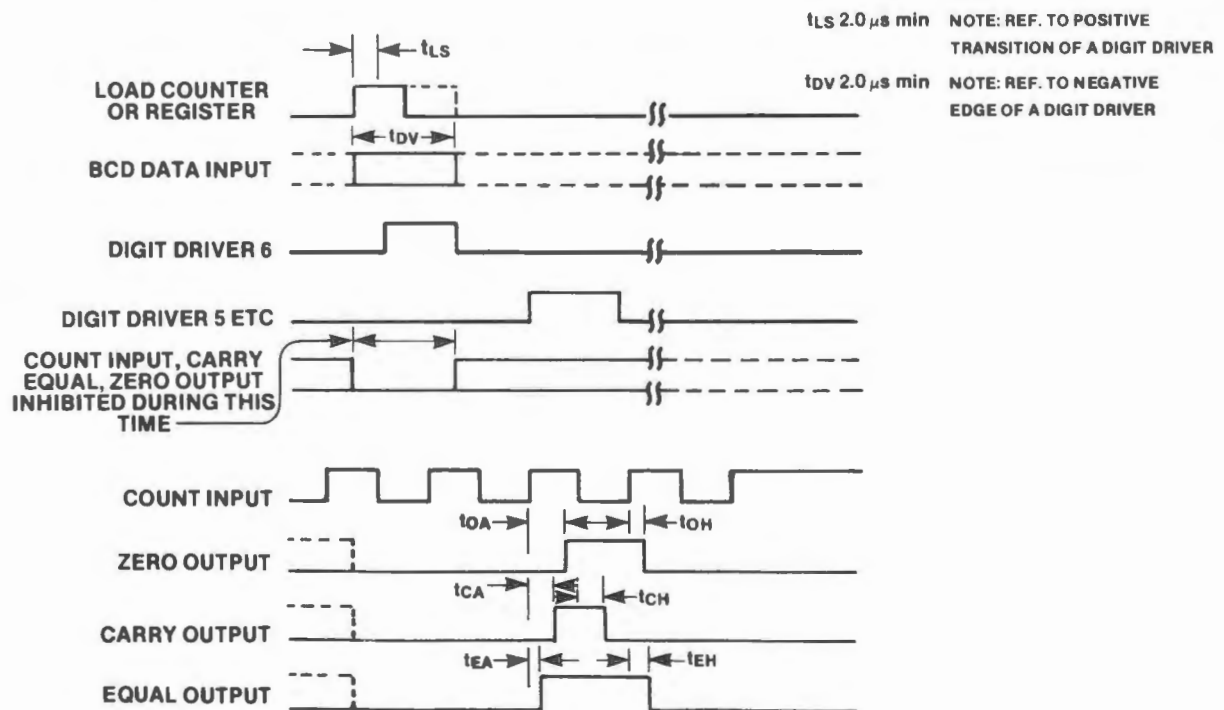 tLS 2.0 µs min NOTE: REF. TO POSITIVE
TRANSITION OF A DIGIT DRIVER
tDV 2.0 µs min NOTE: REF. TO NEGATIVE
EDGE OF A DIGIT DRIVER
tLS
LOAD COUNTER
OR REGISTER
tDV
BCD DATA INPUT
DIGIT DRIVER 6
DIGIT DRIVER 5 ETC
COUNT INPUT, CARRY
EQUAL, ZERO OUTPUT
INHIBITED DURING THIS
TIME
COUNT INPUT
tOA tOH
ZERO OUTPUT
tCA tCH
CARRY OUTPUT
tEA tEH
EQUAL OUTPUT